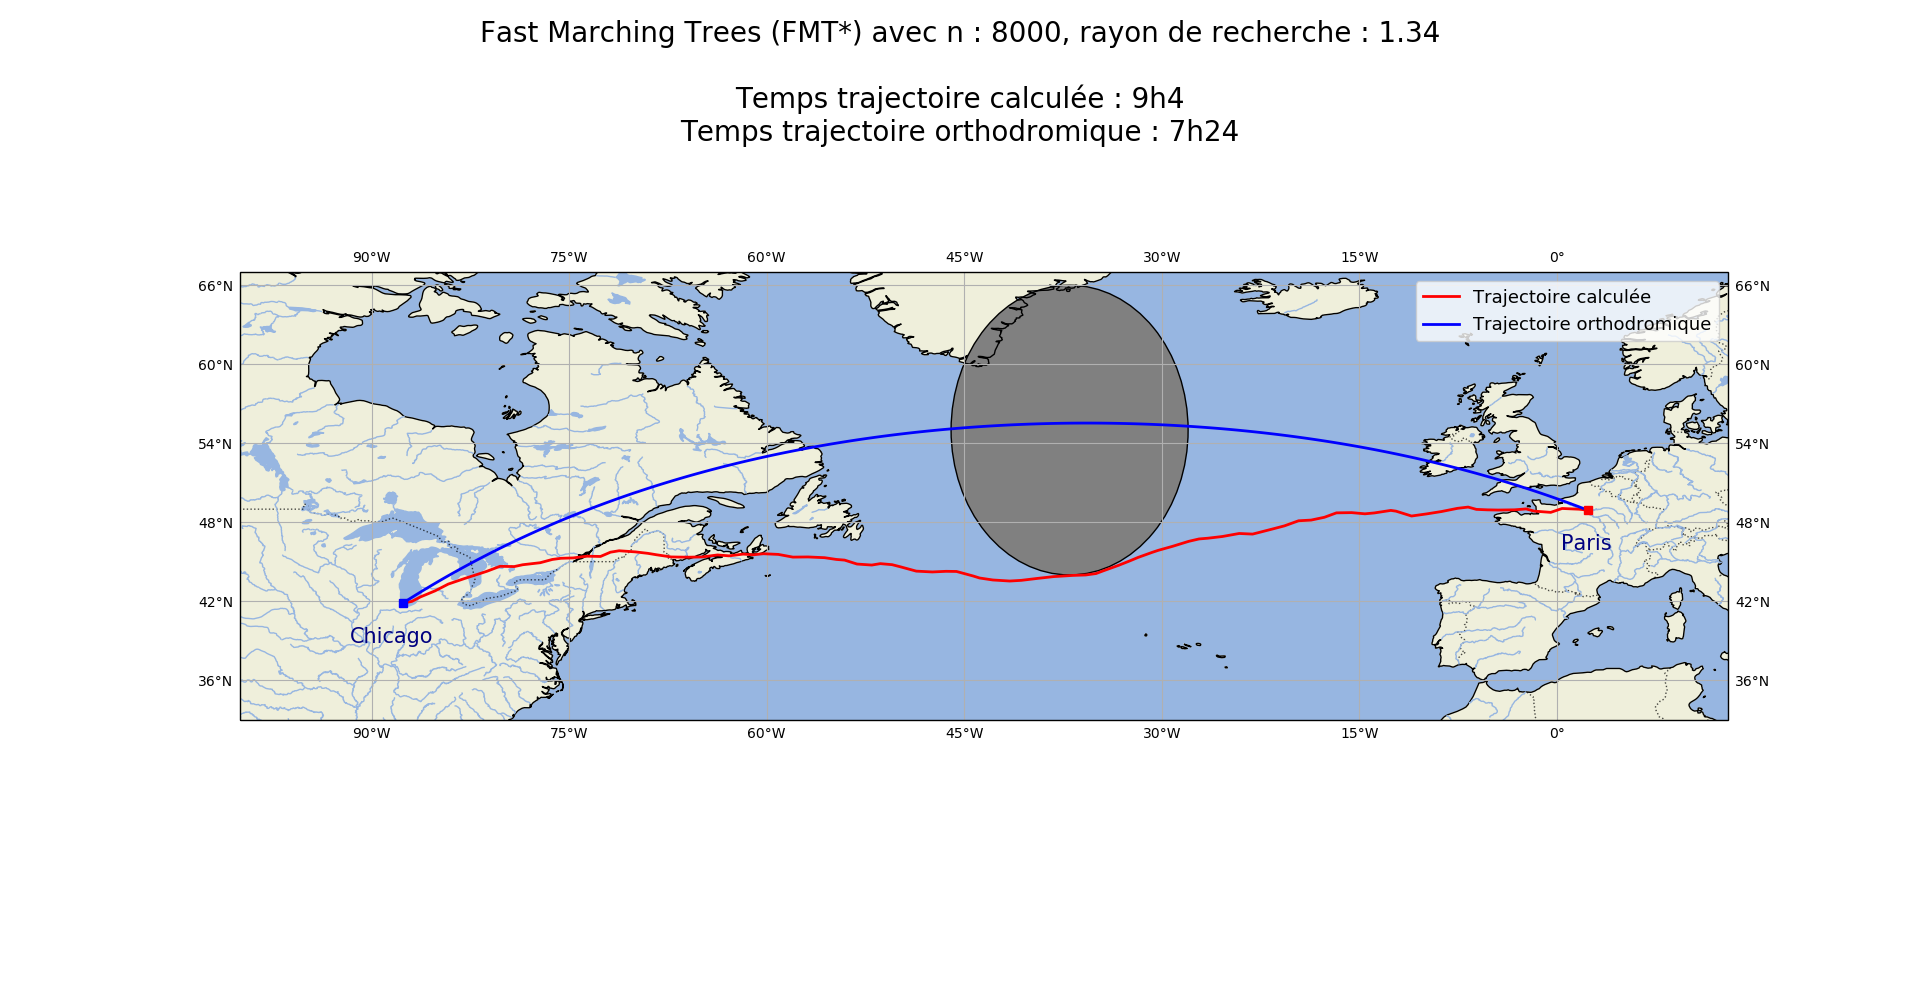 Fast Marching Trees (FMT*) avec n : 8000, rayon de recherche : 1.34
Temps trajectoire calculée : 9h4
Temps trajectoire orthodromique : 7h24
90°W 75°W 60°W 45°W 30°W 15°W 0°
66°N 66°N
Trajectoire calculée
Trajectoire orthodromique
60°N 60°N
54°N 54°N
48°N 48°N
Paris
42°N 42°N
Chicago
36°N 36°N
90°W 75°W 60°W 45°W 30°W 15°W 0°